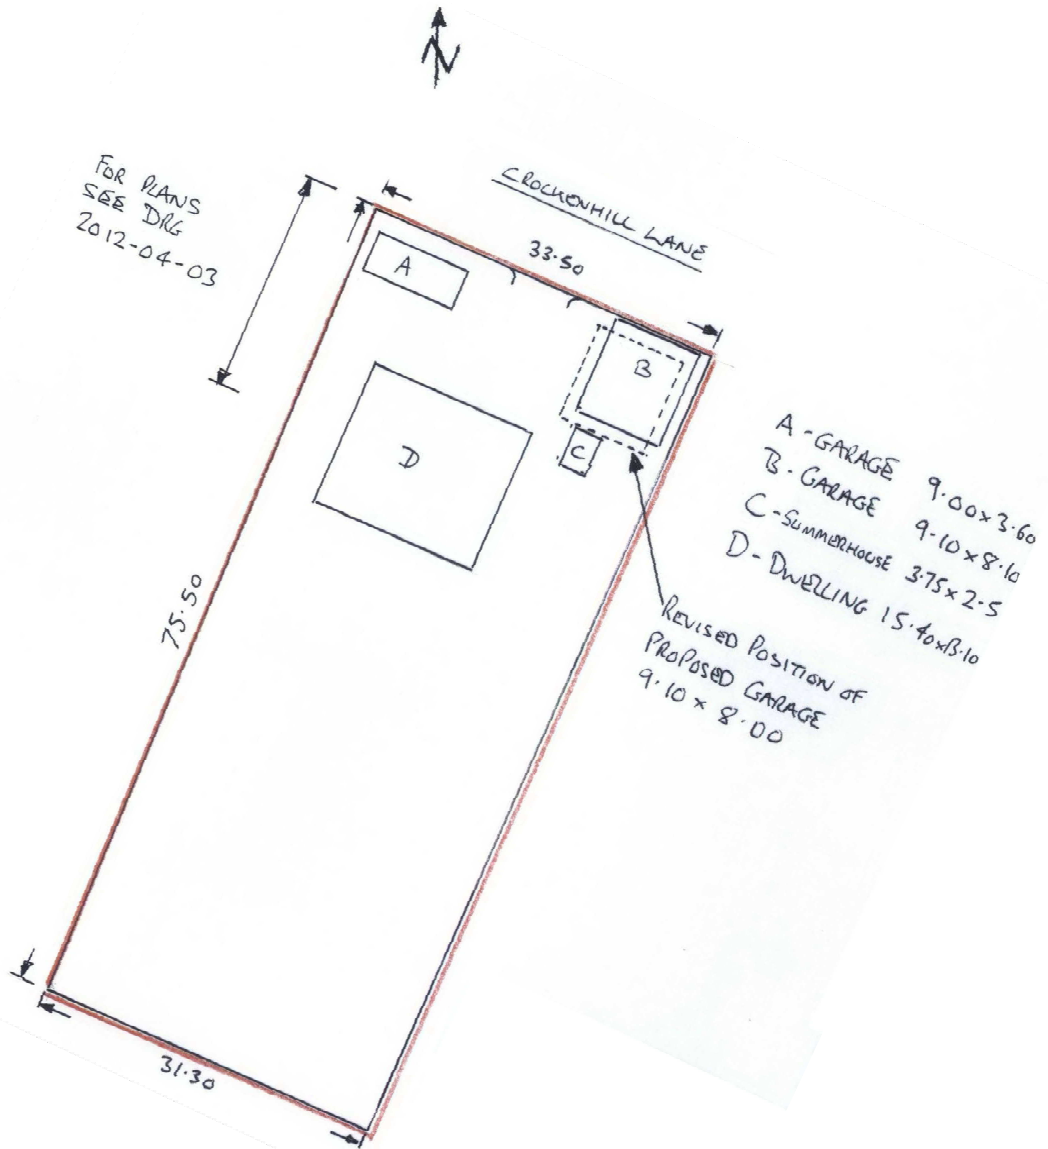 N
FOR PLANS
SEE DRG
2012-04-03
CROCKENHILL LANE
33.50
A
B
C
D
A - GARAGE 9.00 x 3.60
B - GARAGE 9.10 x 8.10
C - SUMMERHOUSE 3.75 x 2.5
D - DWELLING 15.40 x 13.10
REVISED POSITION OF
PROPOSED GARAGE
9.10 x 8.00
75.50
31.30